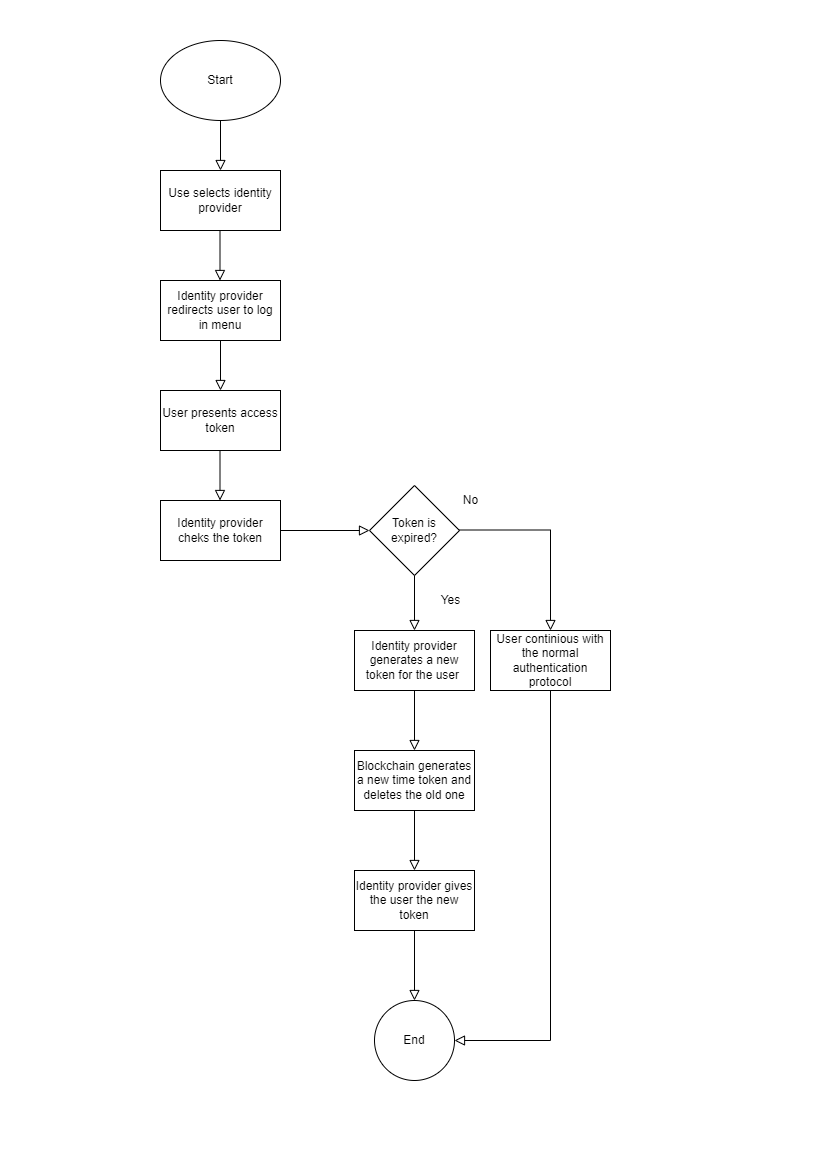 Start
Use selects identity
provider
Identity provider
redirects user to log
in menu
User presents access
token
Identity provider
cheks the token
Token is
expired?
No
Yes
Identity provider
generates a new
token for the user
User continious with
the normal
authentication
protocol
Blockchain generates
a new time token and
deletes the old one
Identity provider gives
the user the new
token
End